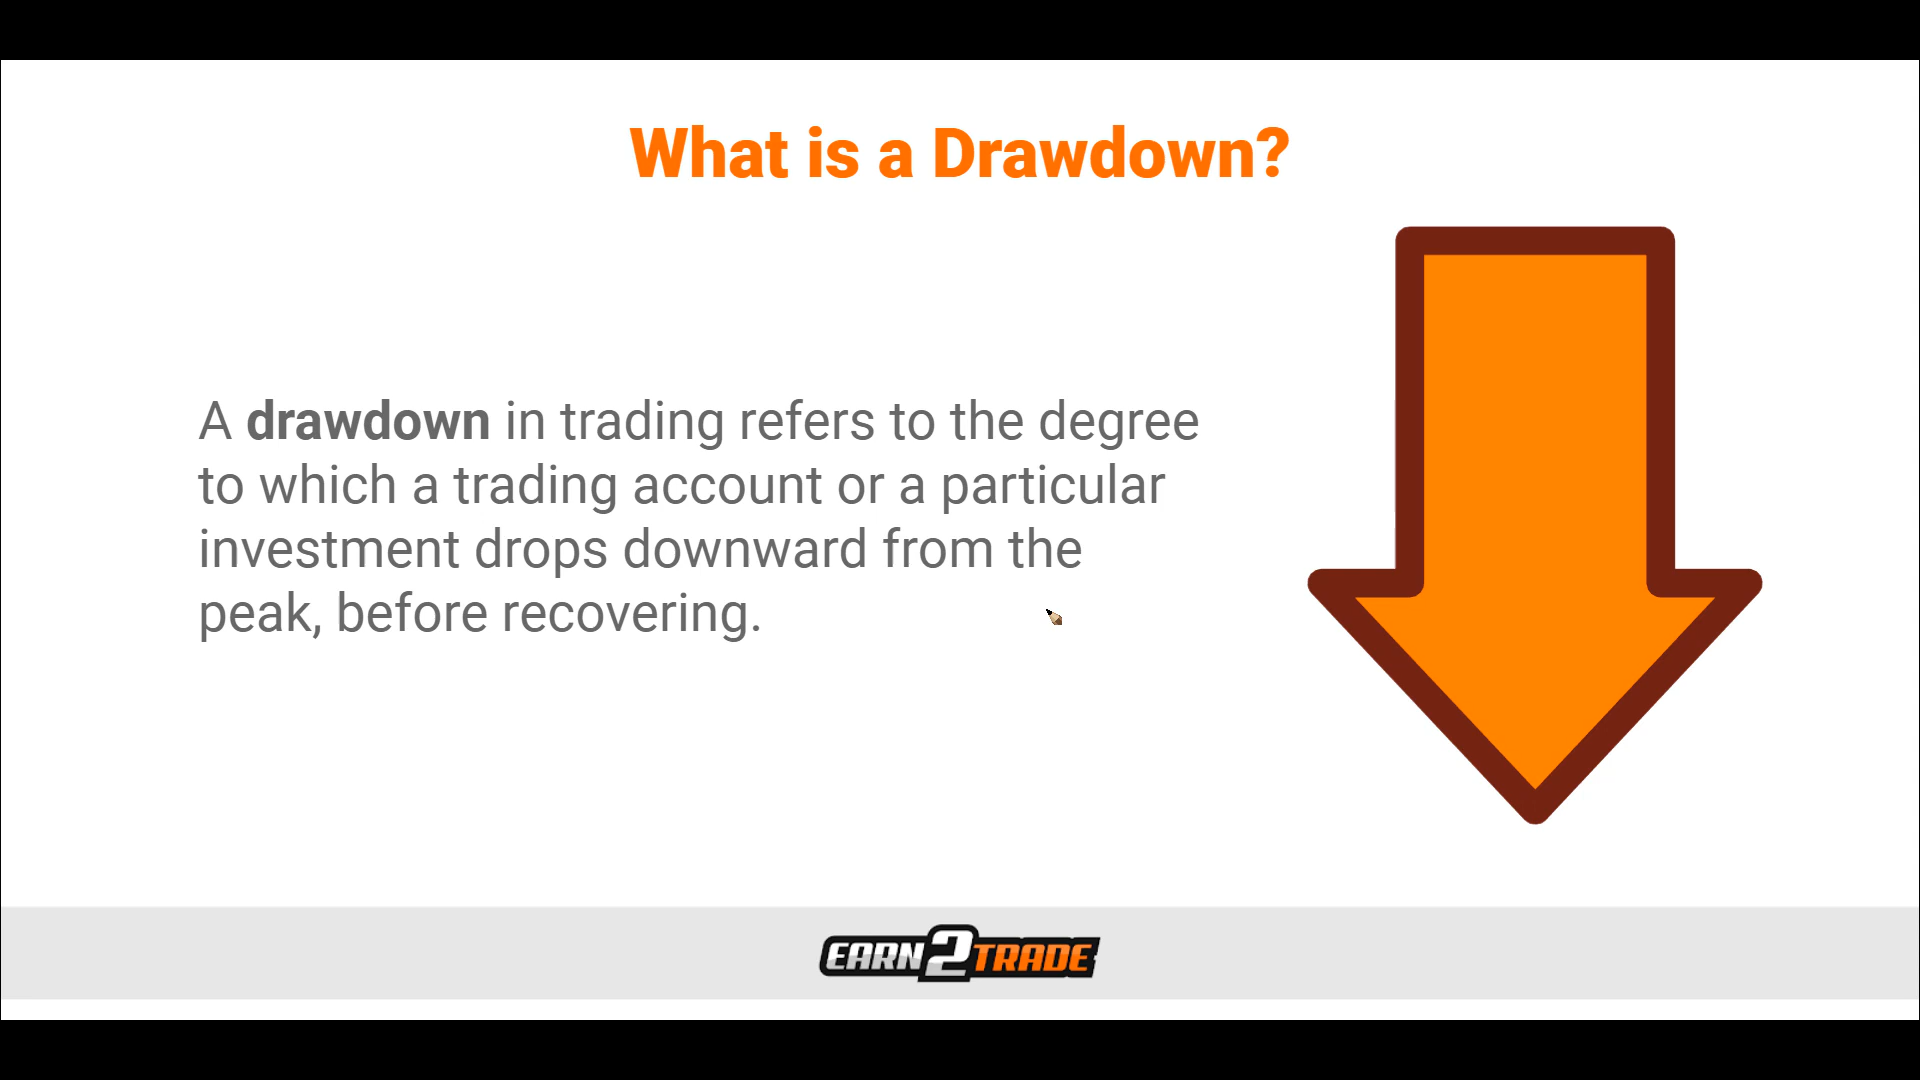 What is a Drawdown?
A drawdown in trading refers to the degree
to which a trading account or a particular
investment drops downward from the
peak, before recovering.
EARN2TRADE